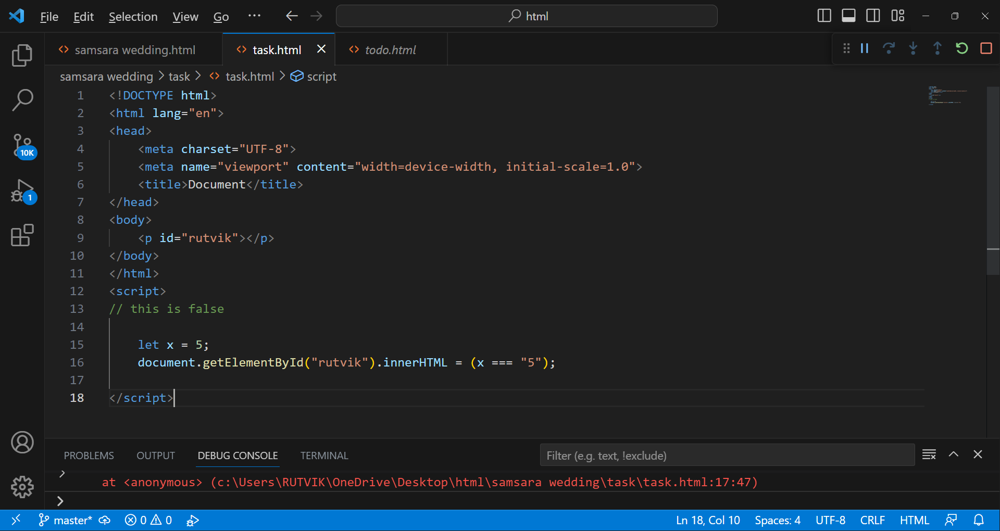 File Edit Selection View Go ··· html
samsara wedding.html task.html todo.html
samsara wedding > task > task.html > script
1 <!DOCTYPE html>
2 <html lang="en">
3 <head>
4     <meta charset="UTF-8">
5     <meta name="viewport" content="width=device-width, initial-scale=1.0">
6     <title>Document</title>
7 </head>
8 <body>
9     <p id="rutvik"></p>
10 </body>
11 </html>
12 <script>
13 // this is false
14
15     let x = 5;
16     document.getElementById("rutvik").innerHTML = (x === "5");
17
18 </script>
10K
1
PROBLEMS OUTPUT DEBUG CONSOLE TERMINAL Filter (e.g. text, !exclude)
at <anonymous> (c:\Users\RUTVIK\OneDrive\Desktop\html\samsara wedding\task\task.html:17:47)
master* 0 0 Ln 18, Col 10 Spaces: 4 UTF-8 CRLF HTML